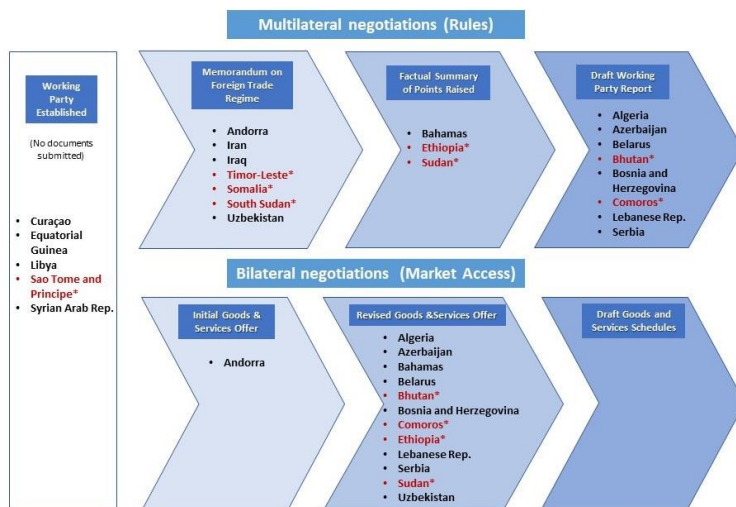 Multilateral negotiations (Rules)
Working
Party
Established
(No documents
submitted)
• Curaçao
• Equatorial
Guinea
• Libya
• Sao Tome and
Principe*
• Syrian Arab Rep.
Memorandum on
Foreign Trade
Regime
• Andorra
• Iran
• Iraq
• Timor-Leste*
• Somalia*
• South Sudan*
• Uzbekistan
Factual Summary
of Points Raised
• Bahamas
• Ethiopia*
• Sudan*
Draft Working
Party Report
• Algeria
• Azerbaijan
• Belarus
• Bhutan*
• Bosnia and
Herzegovina
• Comoros*
• Lebanese Rep.
• Serbia
Bilateral negotiations (Market Access)
Initial Goods &
Services Offer
• Andorra
Revised Goods &Services Offer
• Algeria
• Azerbaijan
• Bahamas
• Belarus
• Bhutan*
• Bosnia and Herzegovina
• Comoros*
• Ethiopia*
• Lebanese Rep.
• Serbia
• Sudan*
• Uzbekistan
Draft Goods and
Services Schedules